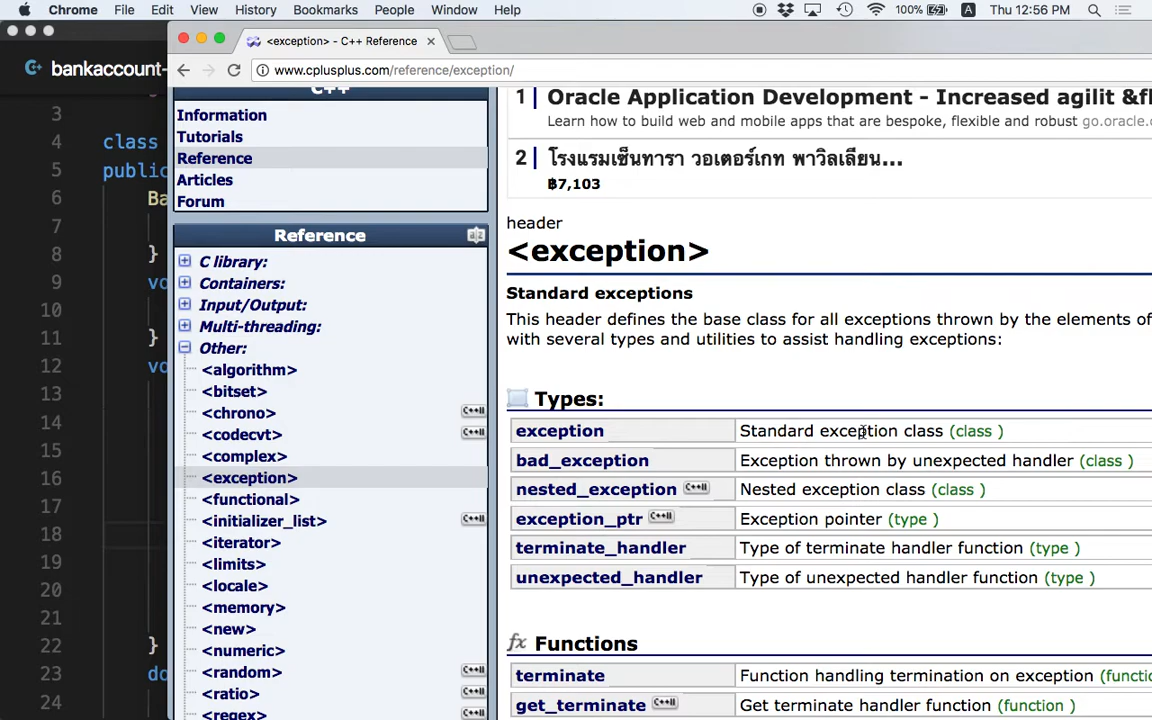 Chrome File Edit View History Bookmarks People Window Help 100% A Thu 12:56 PM
<exception> - C++ Reference
bankaccount-
www.cplusplus.com/reference/exception/
C++
Information
Tutorials
Reference
Articles
Forum
Reference
C library:
Containers:
Input/Output:
Multi-threading:
Other:
<algorithm>
<bitset>
<chrono> C++11
<codecvt> C++11
<complex>
<exception>
<functional>
<initializer_list> C++11
<iterator>
<limits>
<locale>
<memory>
<new>
<numeric>
<random> C++11
<ratio> C++11
<regex>
1 Oracle Application Development - Increased agilit &fl
Learn how to build web and mobile apps that are bespoke, flexible and robust go.oracle.c
2 โรงแรมเซ็นทารา วอเตอร์เกท พาวิลเลียน...
฿7,103
header
<exception>
Standard exceptions
This header defines the base class for all exceptions thrown by the elements of
with several types and utilities to assist handling exceptions:
Types:
exception Standard exception class (class )
bad_exception Exception thrown by unexpected handler (class )
nested_exception C++11 Nested exception class (class )
exception_ptr C++11 Exception pointer (type )
terminate_handler Type of terminate handler function (type )
unexpected_handler Type of unexpected handler function (type )
fx Functions
terminate Function handling termination on exception (functio
get_terminate C++11 Get terminate handler function (function )
3
4 class
5 public
6 Ba
7
8 }
9 vo
10
11 }
12 vo
13
14
15
16
17
18
19
20
21
22 }
23 do
24